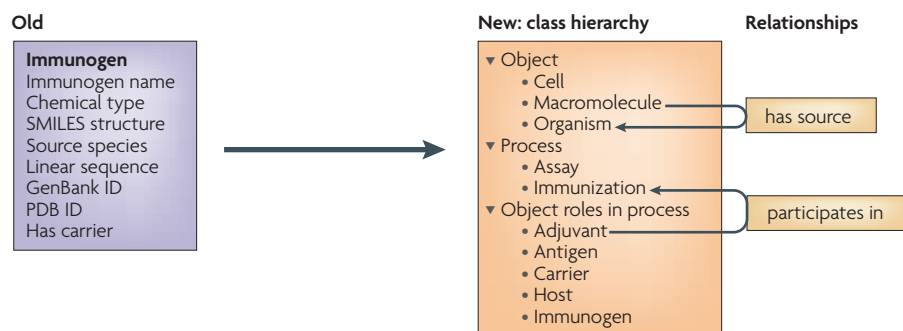 Old
Immunogen
Immunogen name
Chemical type
SMILES structure
Source species
Linear sequence
GenBank ID
PDB ID
Has carrier
New: class hierarchy
▼ Object
• Cell
• Macromolecule
• Organism
▼ Process
• Assay
• Immunization
▼ Object roles in process
• Adjuvant
• Antigen
• Carrier
• Host
• Immunogen
Relationships
has source
participates in